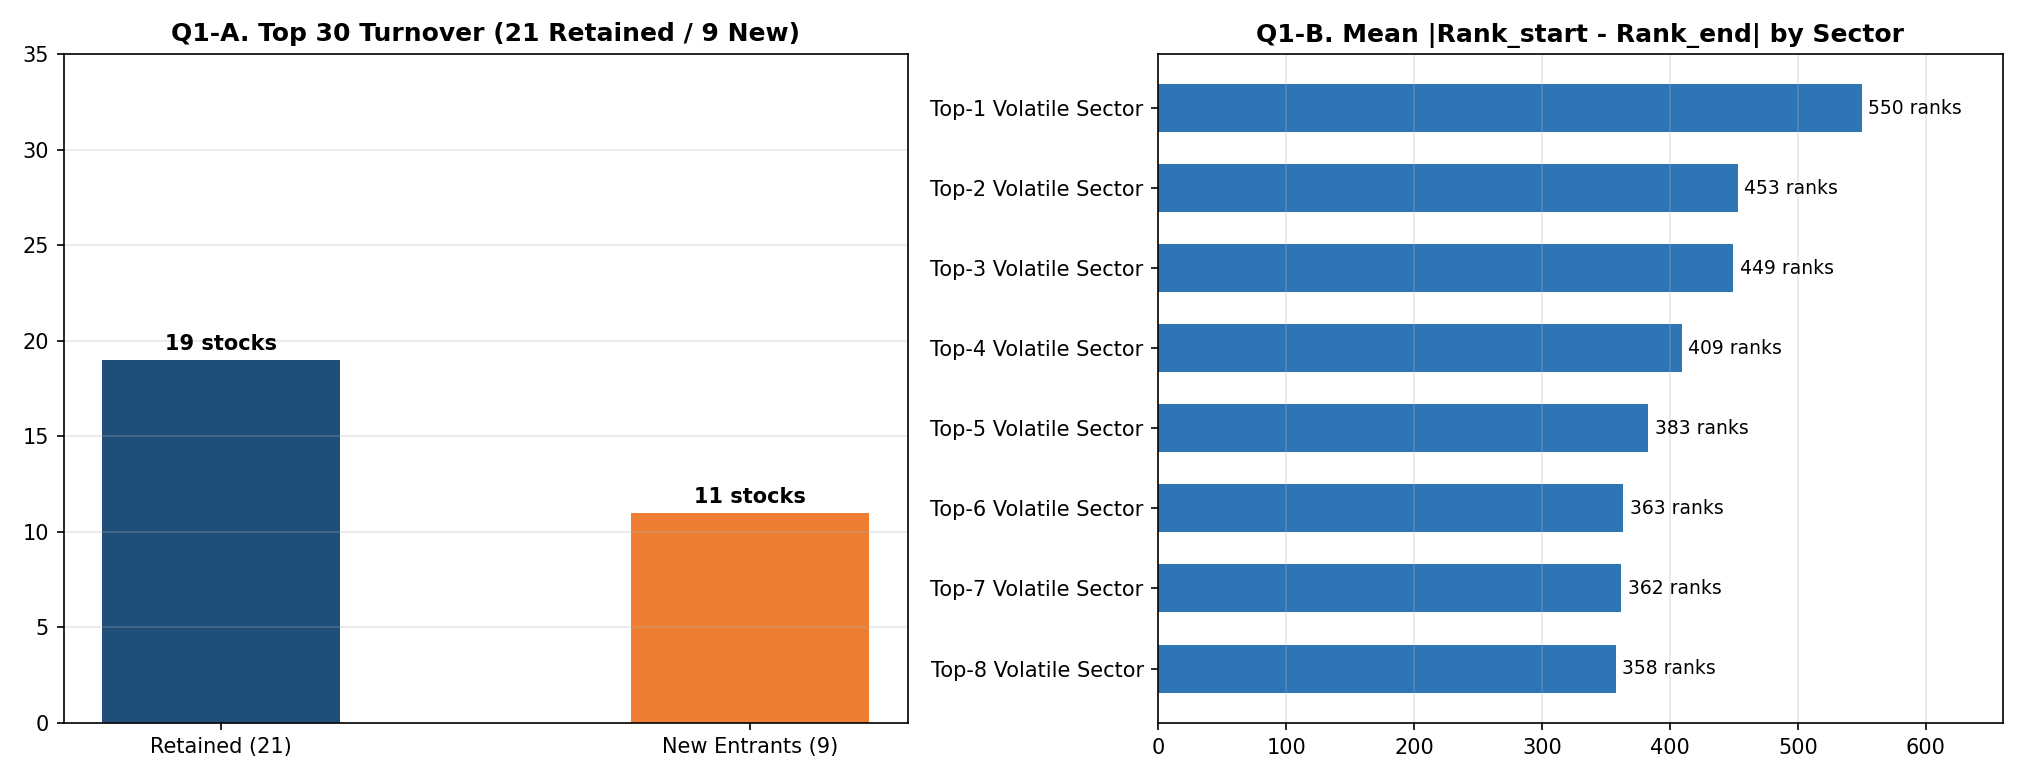 Q1-A. Top 30 Turnover (21 Retained / 9 New)
35
30
25
20
15
10
5
0
19 stocks
11 stocks
Retained (21)
New Entrants (9)
Q1-B. Mean |Rank_start - Rank_end| by Sector
Top-1 Volatile Sector
550 ranks
Top-2 Volatile Sector
453 ranks
Top-3 Volatile Sector
449 ranks
Top-4 Volatile Sector
409 ranks
Top-5 Volatile Sector
383 ranks
Top-6 Volatile Sector
363 ranks
Top-7 Volatile Sector
362 ranks
Top-8 Volatile Sector
358 ranks
0 100 200 300 400 500 600